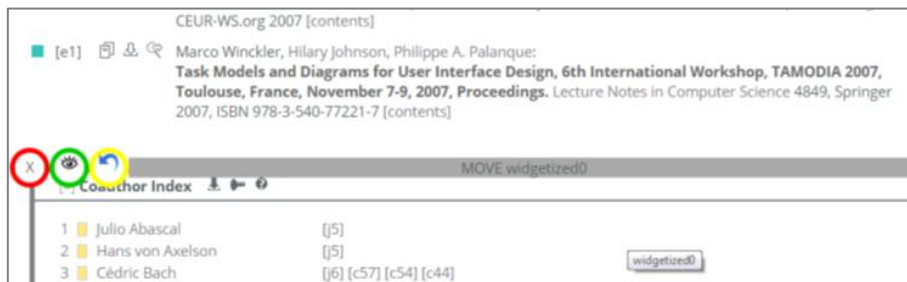 CEUR-WS.org 2007 [contents]
[e1] Marco Winckler, Hilary Johnson, Philippe A. Palanque:
Task Models and Diagrams for User Interface Design, 6th International Workshop, TAMODIA 2007,
Toulouse, France, November 7-9, 2007, Proceedings. Lecture Notes in Computer Science 4849, Springer
2007, ISBN 978-3-540-77221-7 [contents]
X MOVE widgetized0
Coauthor Index
1 Julio Abascal [j5]
2 Hans von Axelson [j5]
widgetized0
3 Cédric Bach [j6] [c57] [c54] [c44]